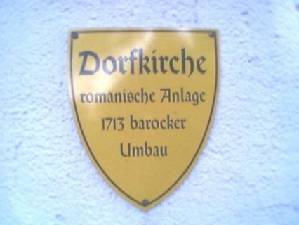 Dorfkirche
romanische Anlage
1713 barocker
Umbau